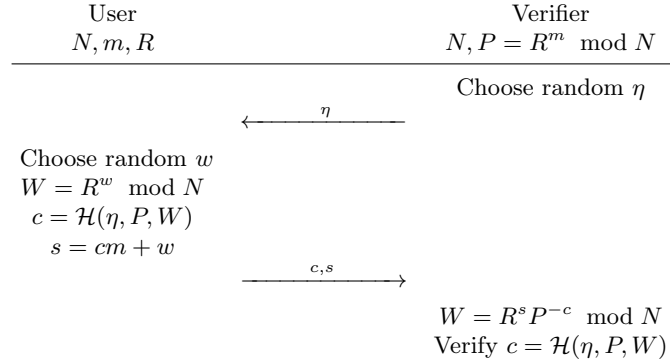 User Verifier
N, m, R N, P = R^m mod N
Choose random η
η
Choose random w
W = R^w mod N
c = ℋ(η, P, W)
s = cm + w
c,s
W = R^s P^{-c} mod N
Verify c = ℋ(η, P, W)